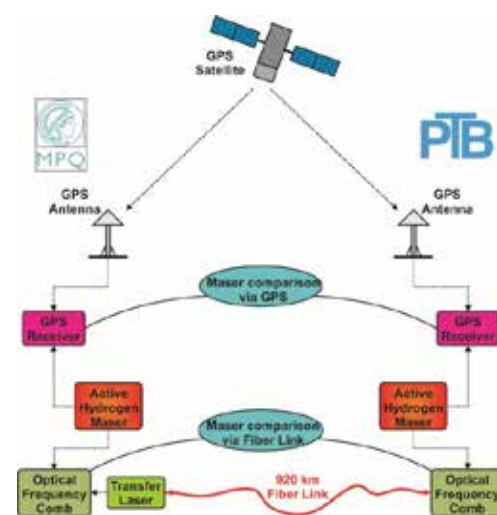 GPS
Satellite
MPQ
PTB
GPS
Antenna
GPS
Antenna
Maser comparison
via GPS
GPS
Receiver
GPS
Receiver
Active
Hydrogen
Maser
Active
Hydrogen
Maser
Maser comparison
via Fiber Link
Optical
Frequency
Comb
Transfer
Laser
920 km
Fiber Link
Optical
Frequency
Comb